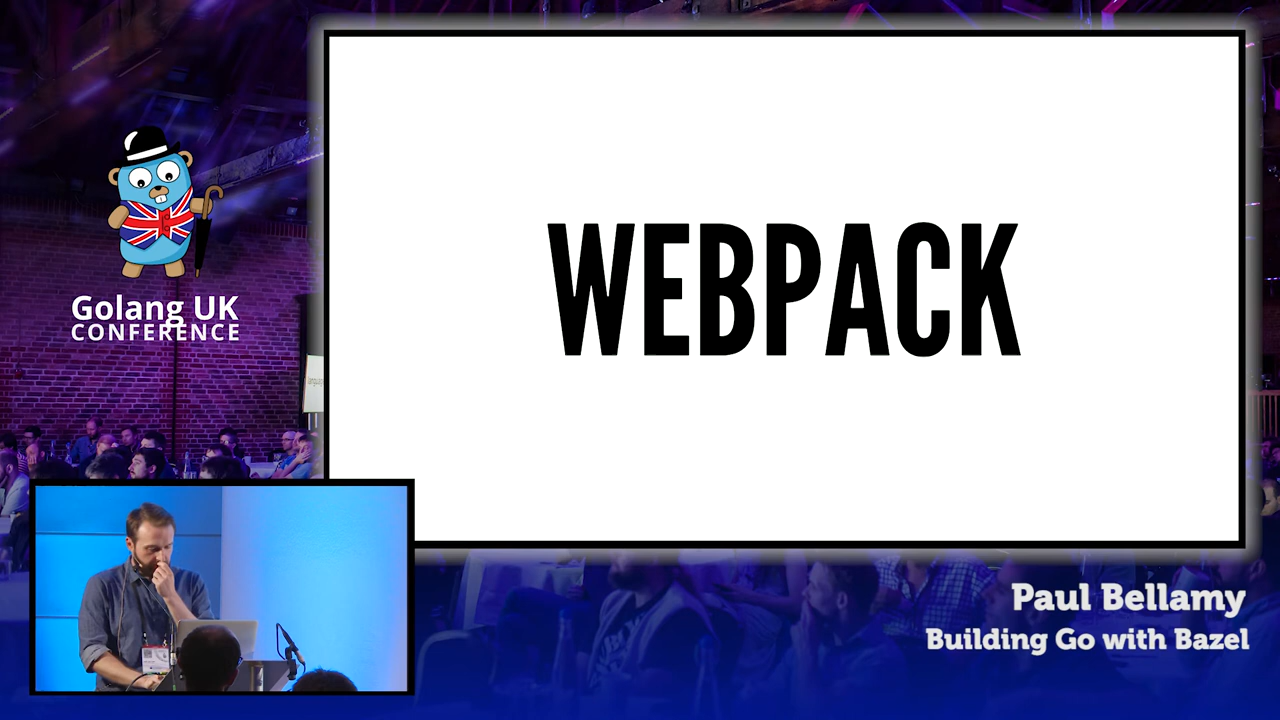 Golang UK
CONFERENCE
WEBPACK
Paul Bellamy
Building Go with Bazel